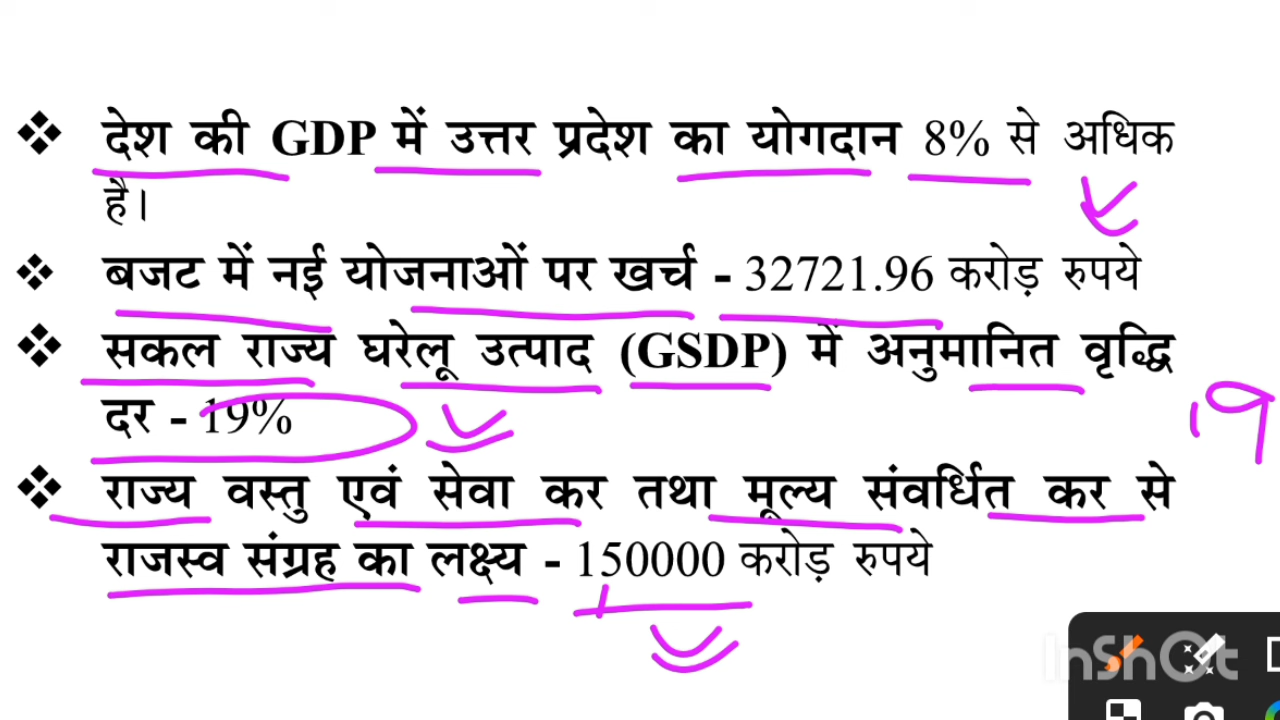 ❖ देश की GDP में उत्तर प्रदेश का योगदान 8% से अधिक
है।
❖ बजट में नई योजनाओं पर खर्च - 32721.96 करोड़ रुपये
❖ सकल राज्य घरेलू उत्पाद (GSDP) में अनुमानित वृद्धि
दर - 19%
19
❖ राज्य वस्तु एवं सेवा कर तथा मूल्य संवर्धित कर से
राजस्व संग्रह का लक्ष्य - 150000 करोड़ रुपये
InShOt